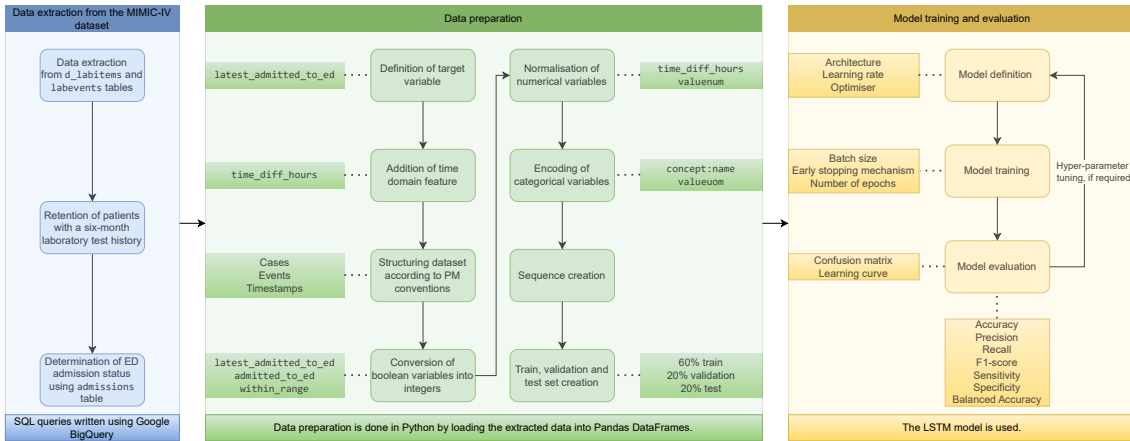 Data extraction from the MIMIC-IV
dataset
Data extraction
from d_labitems and
labevents tables
Retention of patients
with a six-month
laboratory test history
Determination of ED
admission status
using admissions
table
SQL queries written using Google
BigQuery
Data preparation
latest_admitted_to_ed
Definition of target
variable
time_diff_hours
Addition of time
domain feature
Cases
Events
Timestamps
Structuring dataset
according to PM
conventions
latest_admitted_to_ed
admitted_to_ed
within_range
Conversion of
boolean variables into
integers
Normalisation of
numerical variables
time_diff_hours
valuenum
Encoding of
categorical variables
concept:name
valueuom
Sequence creation
Train, validation and
test set creation
60% train
20% validation
20% test
Data preparation is done in Python by loading the extracted data into Pandas DataFrames.
Model training and evaluation
Architecture
Learning rate
Optimiser
Model definition
Batch size
Early stopping mechanism
Number of epochs
Model training
Hyper-parameter
tuning, if required
Confusion matrix
Learning curve
Model evaluation
Accuracy
Precision
Recall
F1-score
Sensitivity
Specificity
Balanced Accuracy
The LSTM model is used.